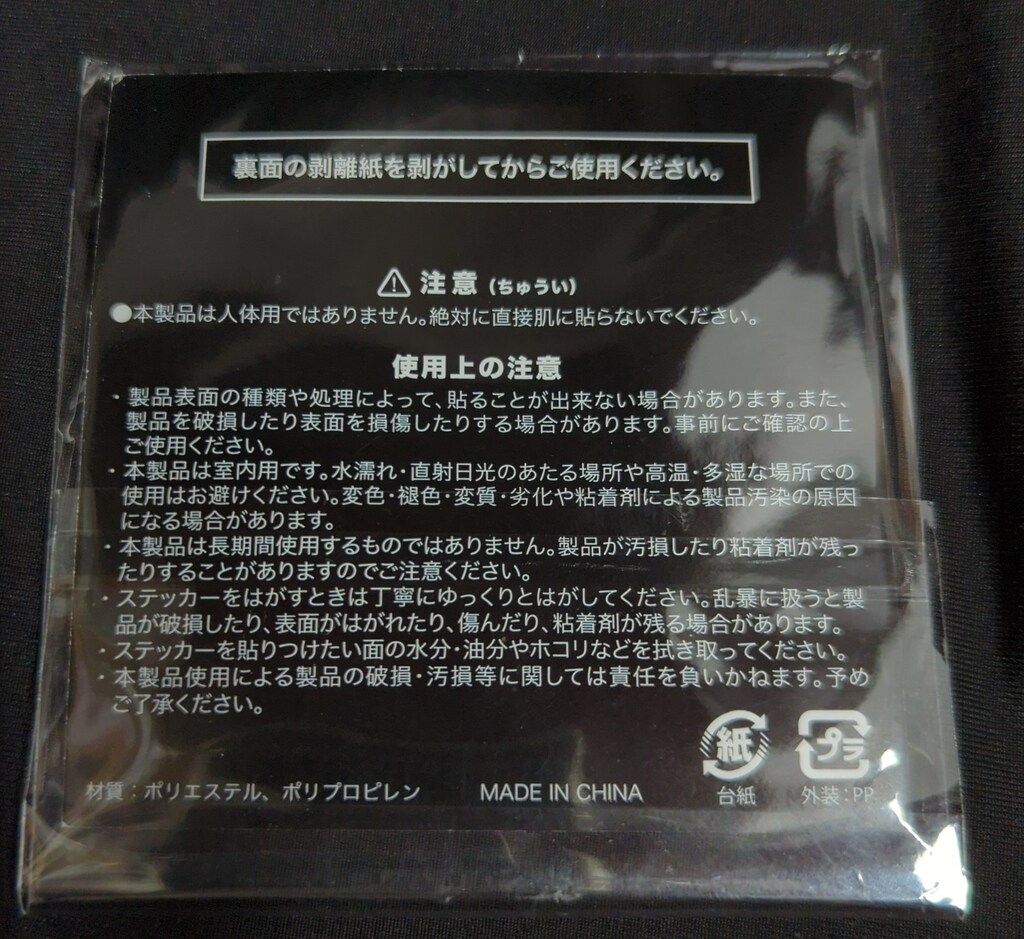 裏面の剥離紙を剥がしてからご使用ください。
⚠ 注意 (ちゅうい)
●本製品は人体用ではありません。絶対に直接肌に貼らないでください。
使用上の注意
・製品表面の種類や処理によって、貼ることが出来ない場合があります。また、
製品を破損したり表面を損傷したりする場合があります。事前にご確認の上
ご使用ください。
・本製品は室内用です。水濡れ・直射日光のあたる場所や高温・多湿な場所での
使用はお避けください。変色・褪色・変質・劣化や粘着剤による製品汚染の原因
になる場合があります。
・本製品は長期間使用するものではありません。製品が汚損したり粘着剤が残っ
たりすることがありますのでご注意ください。
・ステッカーをはがすときは丁寧にゆっくりとはがしてください。乱暴に扱うと製
品が破損したり、表面がはがれたり、傷んだり、粘着剤が残る場合があります。
・ステッカーを貼りつけたい面の水分・油分やホコリなどを拭き取ってください。
・本製品使用による製品の破損・汚損等に関しては責任を負いかねます。予め
ご了承ください。
紙 プラ
材質：ポリエステル、ポリプロピレン MADE IN CHINA 台紙 外装：PP